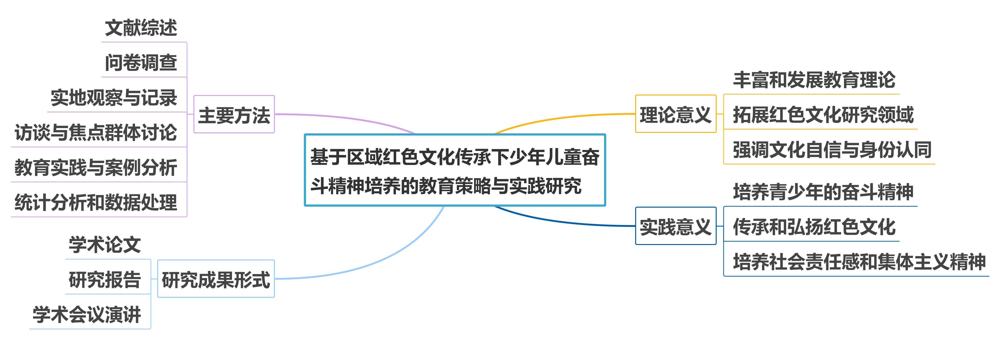 基于区域红色文化传承下少年儿童奋
斗精神培养的教育策略与实践研究
理论意义
丰富和发展教育理论
拓展红色文化研究领域
强调文化自信与身份认同
实践意义
培养青少年的奋斗精神
传承和弘扬红色文化
培养社会责任感和集体主义精神
主要方法
文献综述
问卷调查
实地观察与记录
访谈与焦点群体讨论
教育实践与案例分析
统计分析和数据处理
研究成果形式
学术论文
研究报告
学术会议演讲